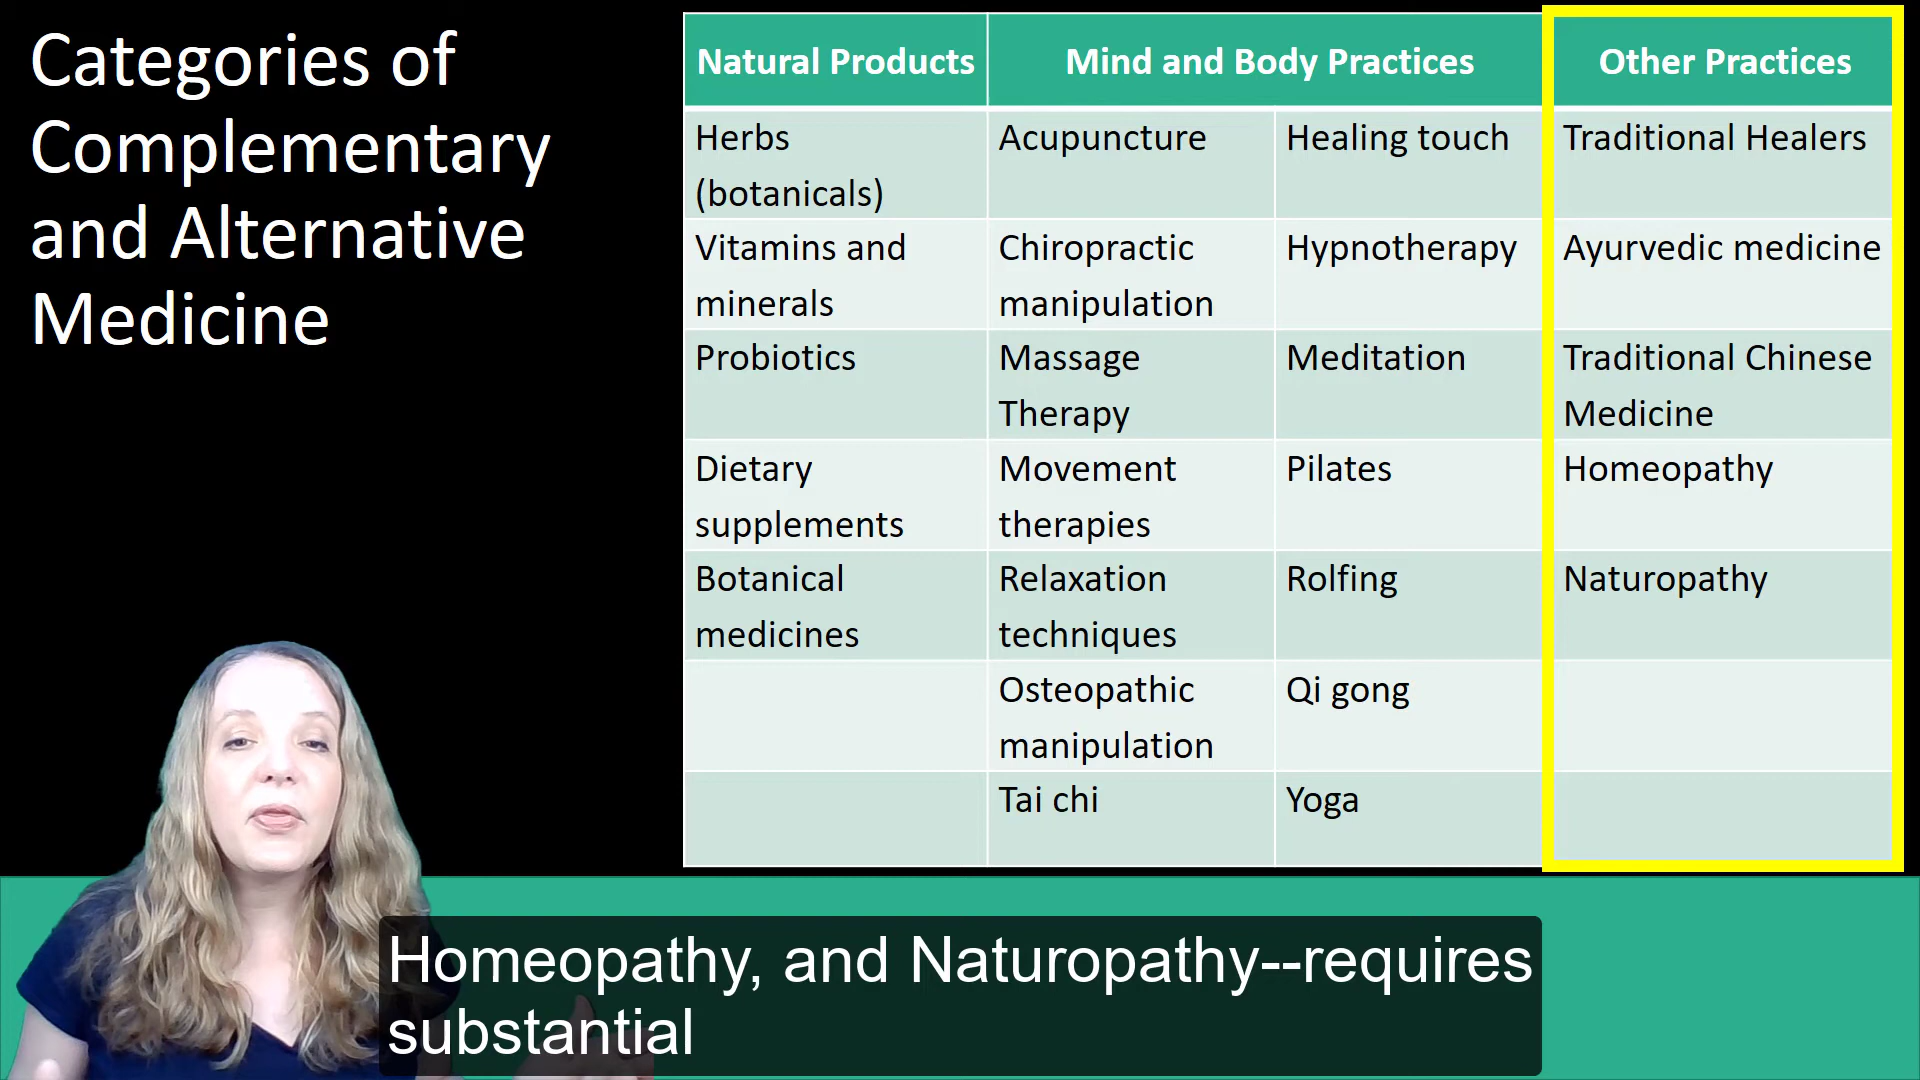 Categories of
Complementary
and Alternative
Medicine
Natural Products
Mind and Body Practices
Other Practices
Herbs
(botanicals)
Acupuncture
Healing touch
Traditional Healers
Vitamins and
minerals
Chiropractic
manipulation
Hypnotherapy
Ayurvedic medicine
Probiotics
Massage
Therapy
Meditation
Traditional Chinese
Medicine
Dietary
supplements
Movement
therapies
Pilates
Homeopathy
Botanical
medicines
Relaxation
techniques
Rolfing
Naturopathy
Osteopathic
manipulation
Qi gong
Tai chi
Yoga
Homeopathy, and Naturopathy--requires
substantial